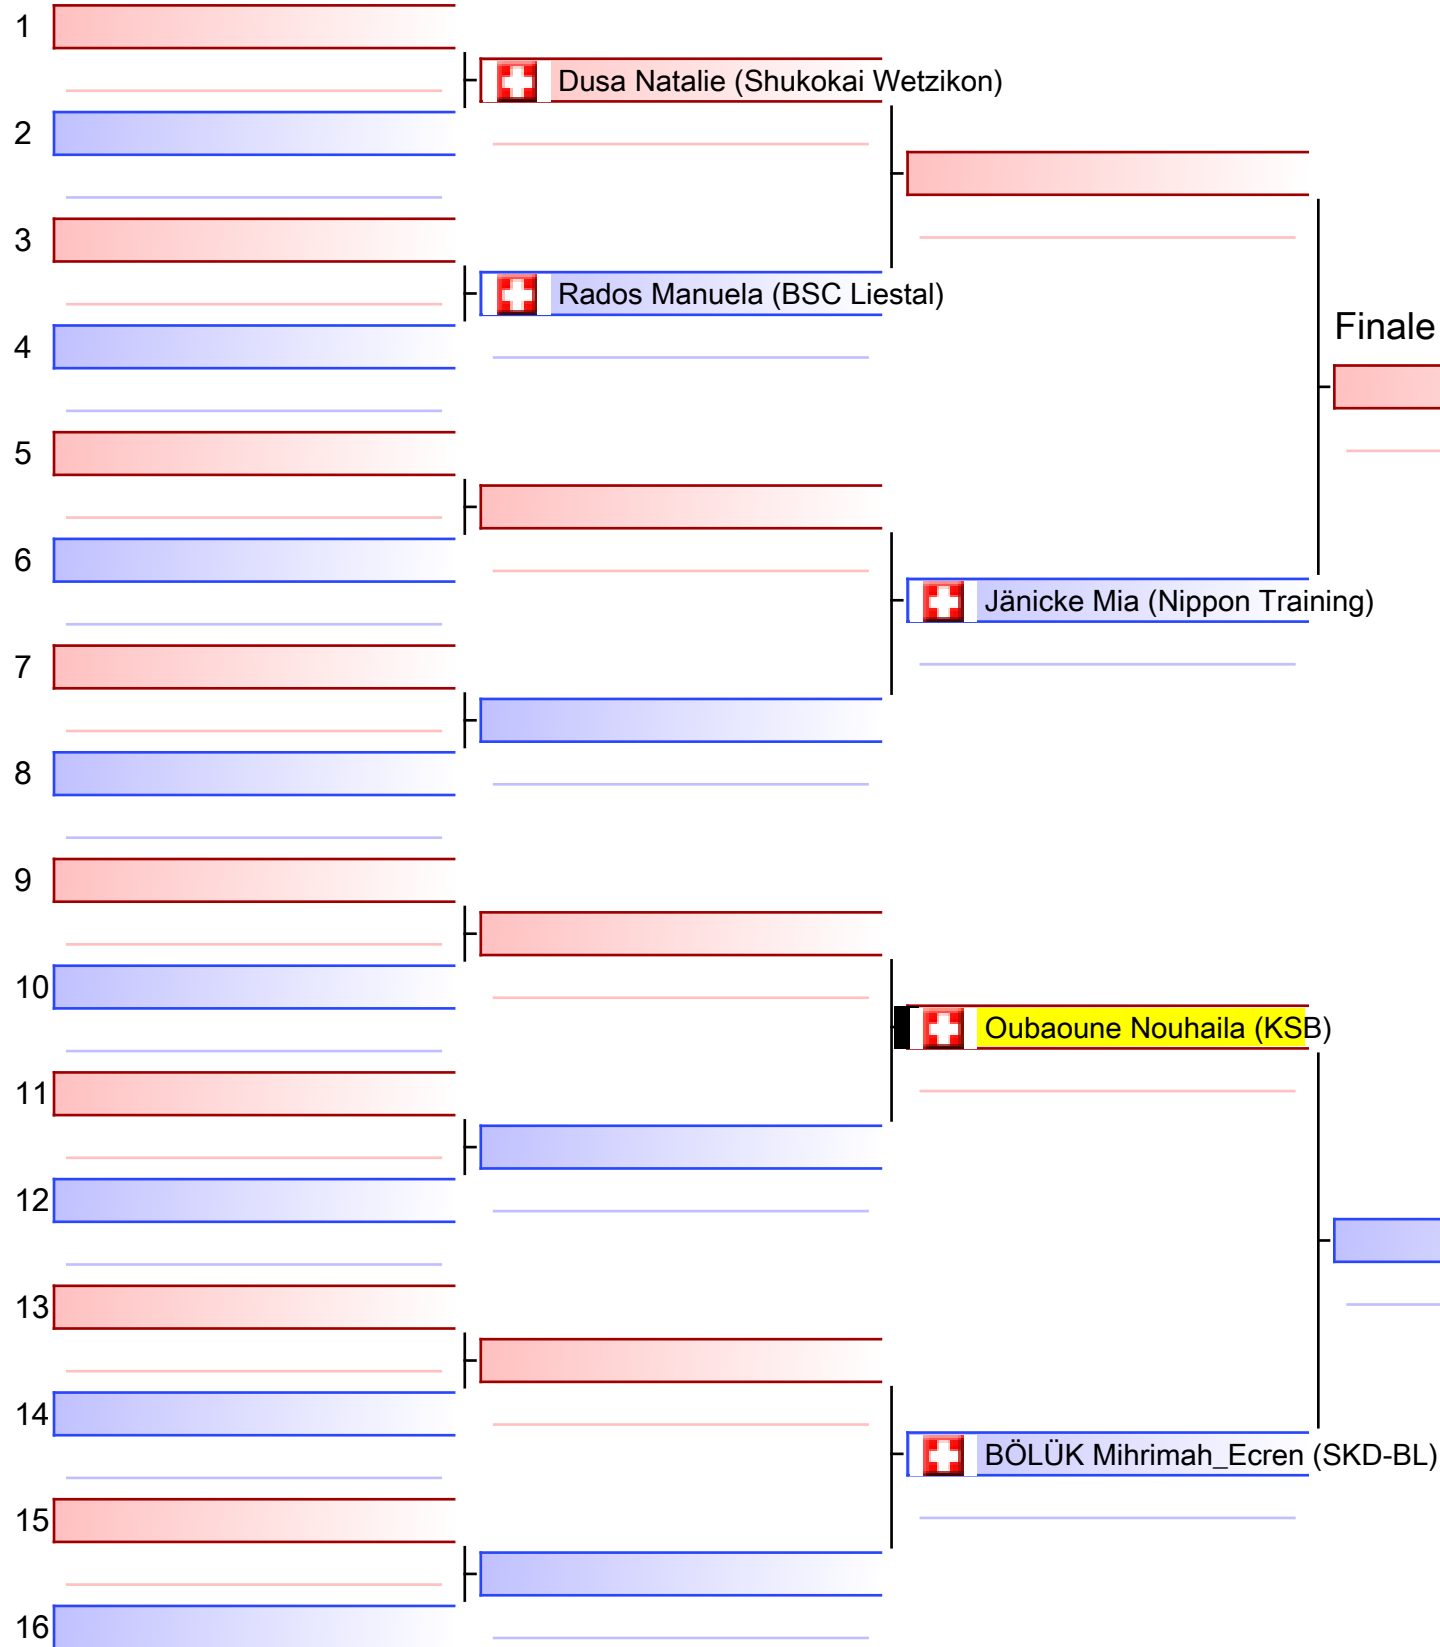 1
Dusa Natalie (Shukokai Wetzikon)
2
3
Rados Manuela (BSC Liestal)
Finale
4
5
6
Jänicke Mia (Nippon Training)
7
8
9
10
Oubaoune Nouhaila (KSB)
11
12
13
14
BÖLÜK Mihrimah_Ecren (SKD-BL)
15
16